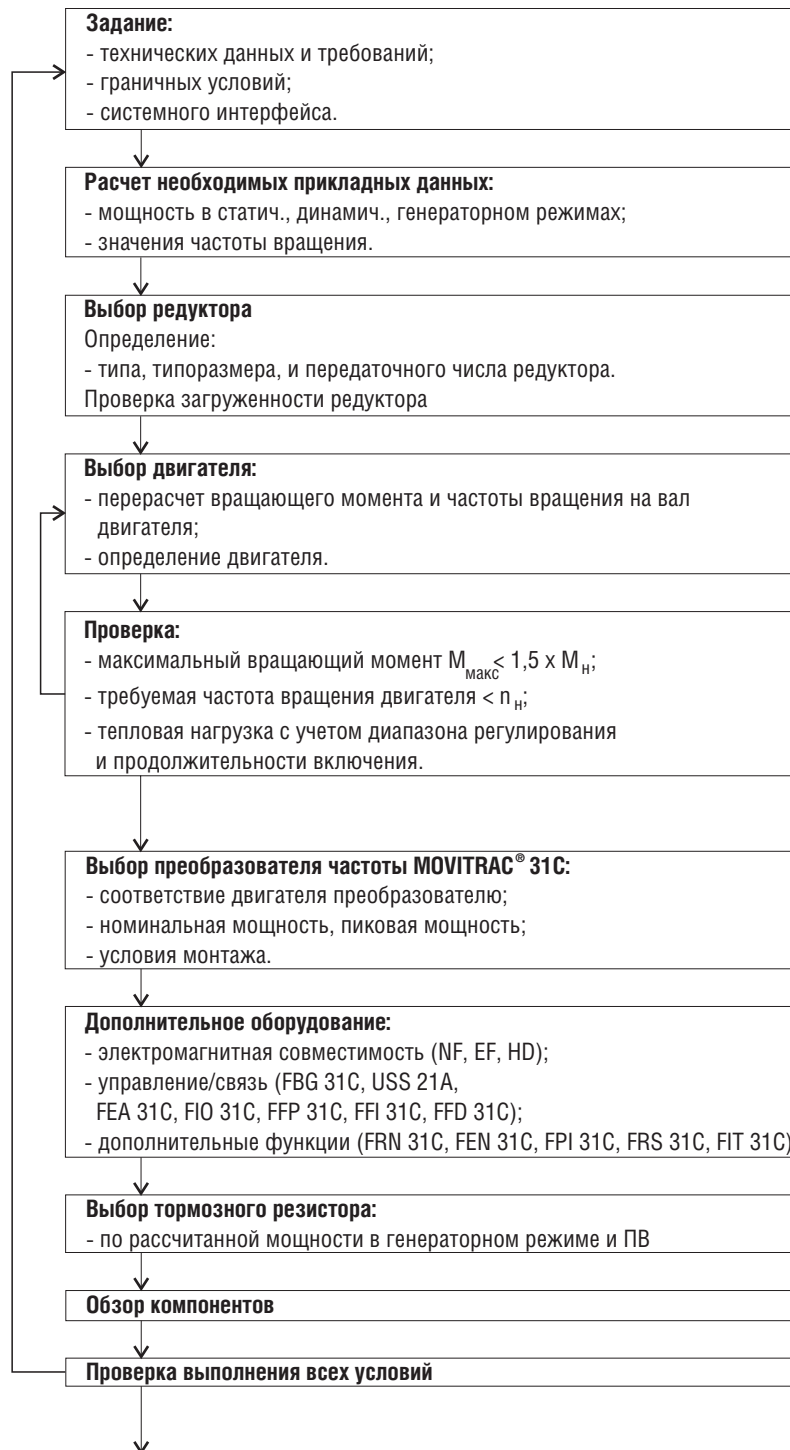 Задание:
- технических данных и требований;
- граничных условий;
- системного интерфейса.
Расчет необходимых прикладных данных:
- мощность в статич., динамич., генераторном режимах;
- значения частоты вращения.
Выбор редуктора
Определение:
- типа, типоразмера, и передаточного числа редуктора.
Проверка загруженности редуктора
Выбор двигателя:
- перерасчет вращающего момента и частоты вращения на вал
двигателя;
- определение двигателя.
Проверка:
- максимальный вращающий момент Mмакс< 1,5 x Mн;
- требуемая частота вращения двигателя < nн;
- тепловая нагрузка с учетом диапазона регулирования
и продолжительности включения.
Выбор преобразователя частоты MOVITRAC® 31C:
- соответствие двигателя преобразователю;
- номинальная мощность, пиковая мощность;
- условия монтажа.
Дополнительное оборудование:
- электромагнитная совместимость (NF, EF, HD);
- управление/связь (FBG 31C, USS 21A,
FEA 31C, FIO 31C, FFP 31C, FFI 31C, FFD 31C);
- дополнительные функции (FRN 31C, FEN 31C, FPI 31C, FRS 31C, FIT 31C)
Выбор тормозного резистора:
- по рассчитанной мощности в генераторном режиме и ПВ
Обзор компонентов
Проверка выполнения всех условий